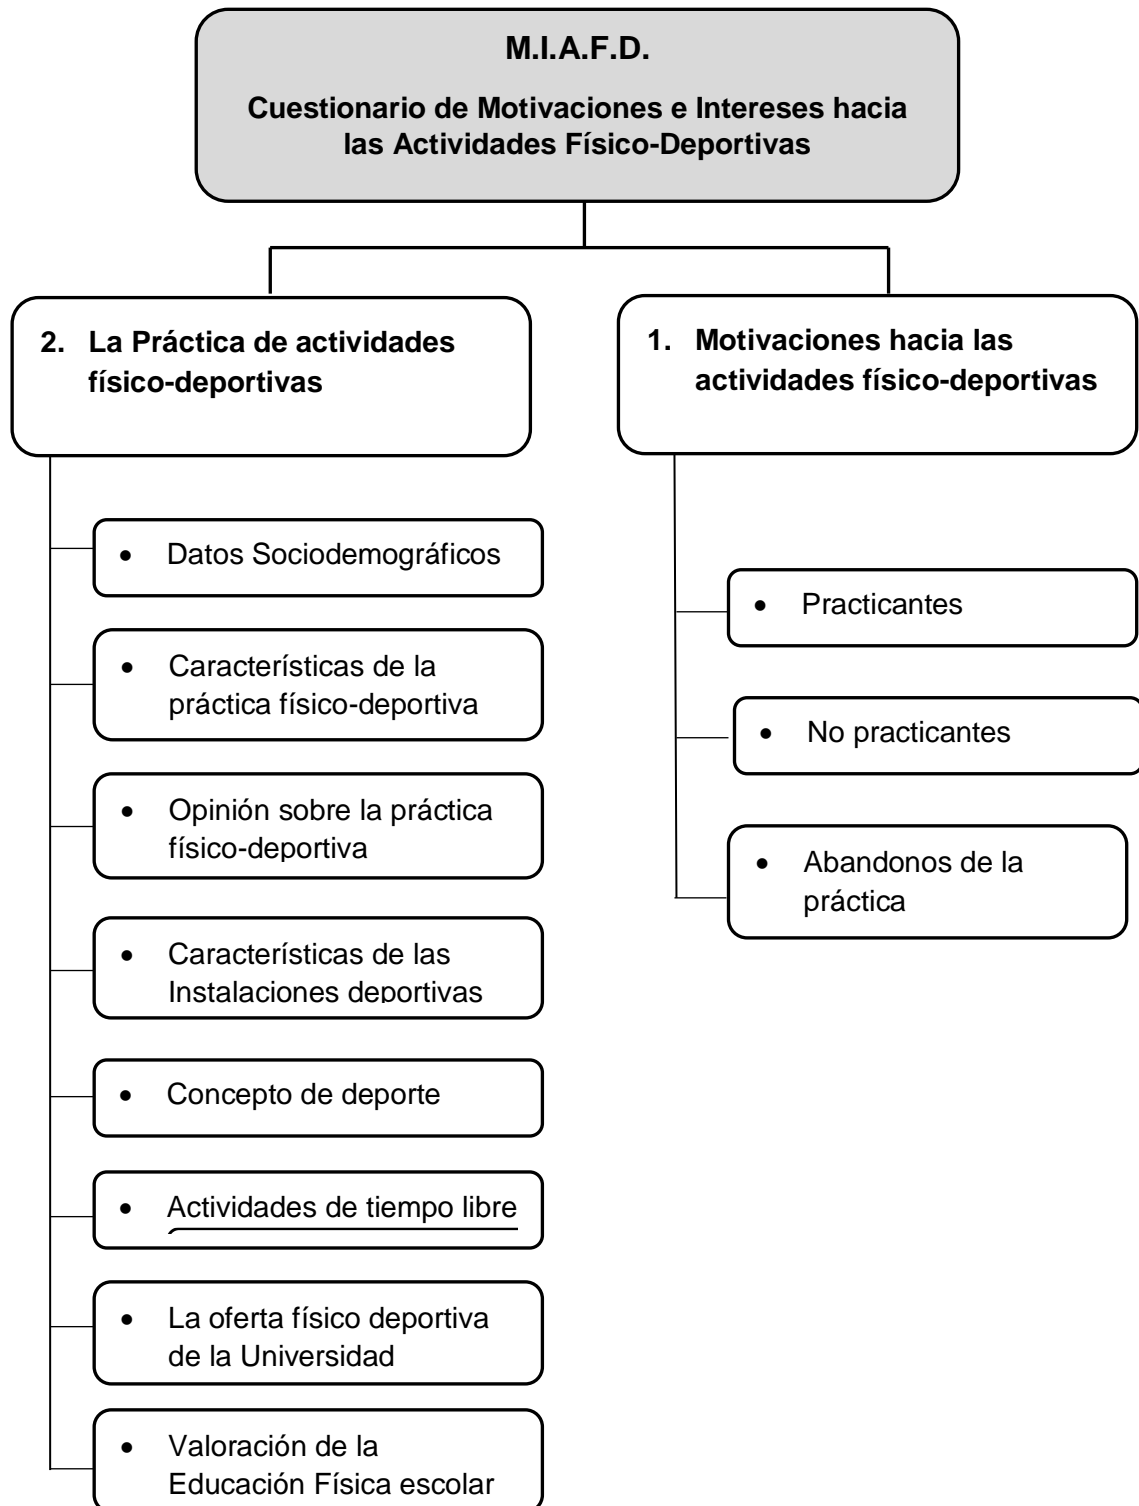 M.I.A.F.D.
Cuestionario de Motivaciones e Intereses hacia
las Actividades Físico-Deportivas
2. La Práctica de actividades
físico-deportivas
• Datos Sociodemográficos
• Características de la
práctica físico-deportiva
• Opinión sobre la práctica
físico-deportiva
• Características de las
Instalaciones deportivas
• Concepto de deporte
• Actividades de tiempo libre
• La oferta físico deportiva
de la Universidad
• Valoración de la
Educación Física escolar
1. Motivaciones hacia las
actividades físico-deportivas
• Practicantes
• No practicantes
• Abandonos de la
práctica